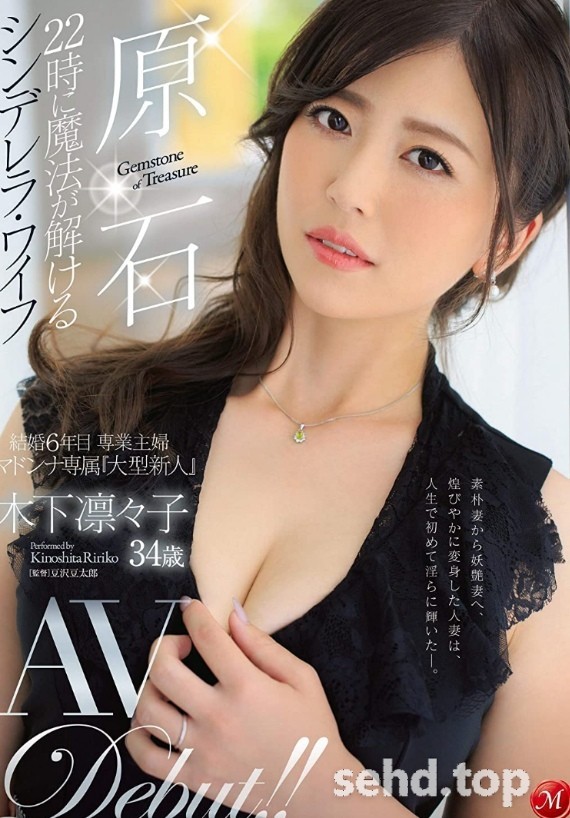 原石
Gemstone
of Treasure
22時に魔法が解ける
シンデレラ・ワイフ
結婚6年目 専業主婦
マドンナ専属『大型新人』
木下凛々子
34歳
Performed by
Kinoshita Ririko
[監督]豆沢豆太郎
素朴妻から妖艶妻へ、
煌びやかに変身した人妻は、
人生で初めて淫らに輝いた―。
AV
Debut!!
sehd.top
M